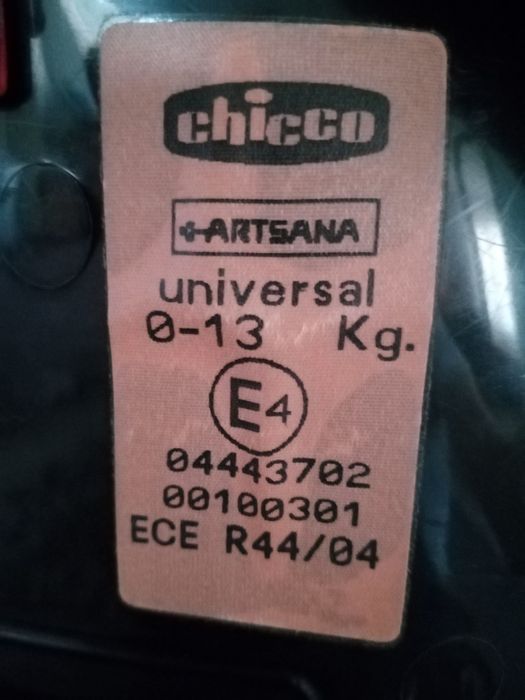 chicco
ARTSANA
universal
0-13 Kg.
E4
04443702
00100301
ECE R44/04